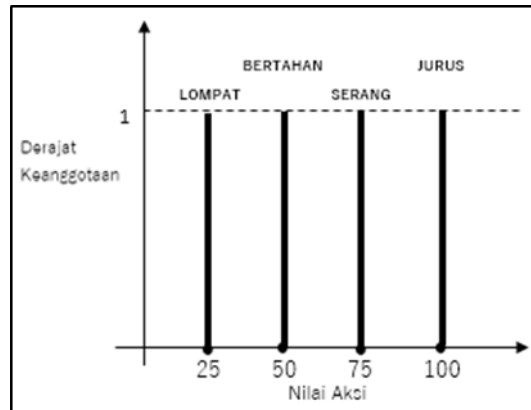 BERTAHAN JURUS
LOMPAT SERANG
1
Derajat
Keanggotaan
25 50 75 100
Nilai Aksi